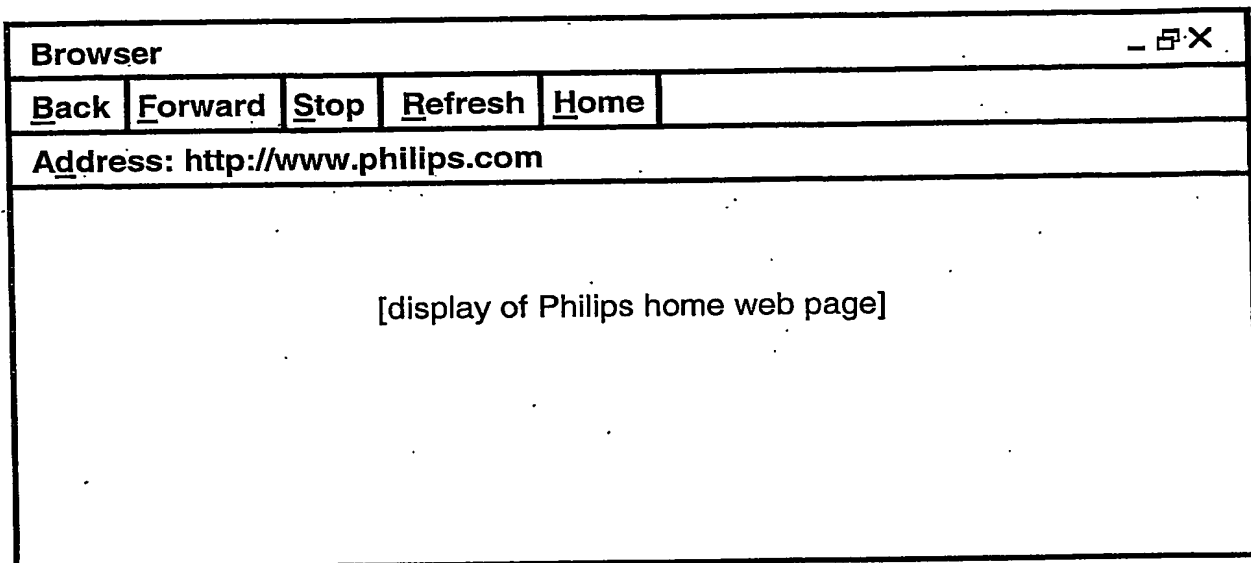 Browser
Back Forward Stop Refresh Home
Address: http://www.philips.com
[display of Philips home web page]